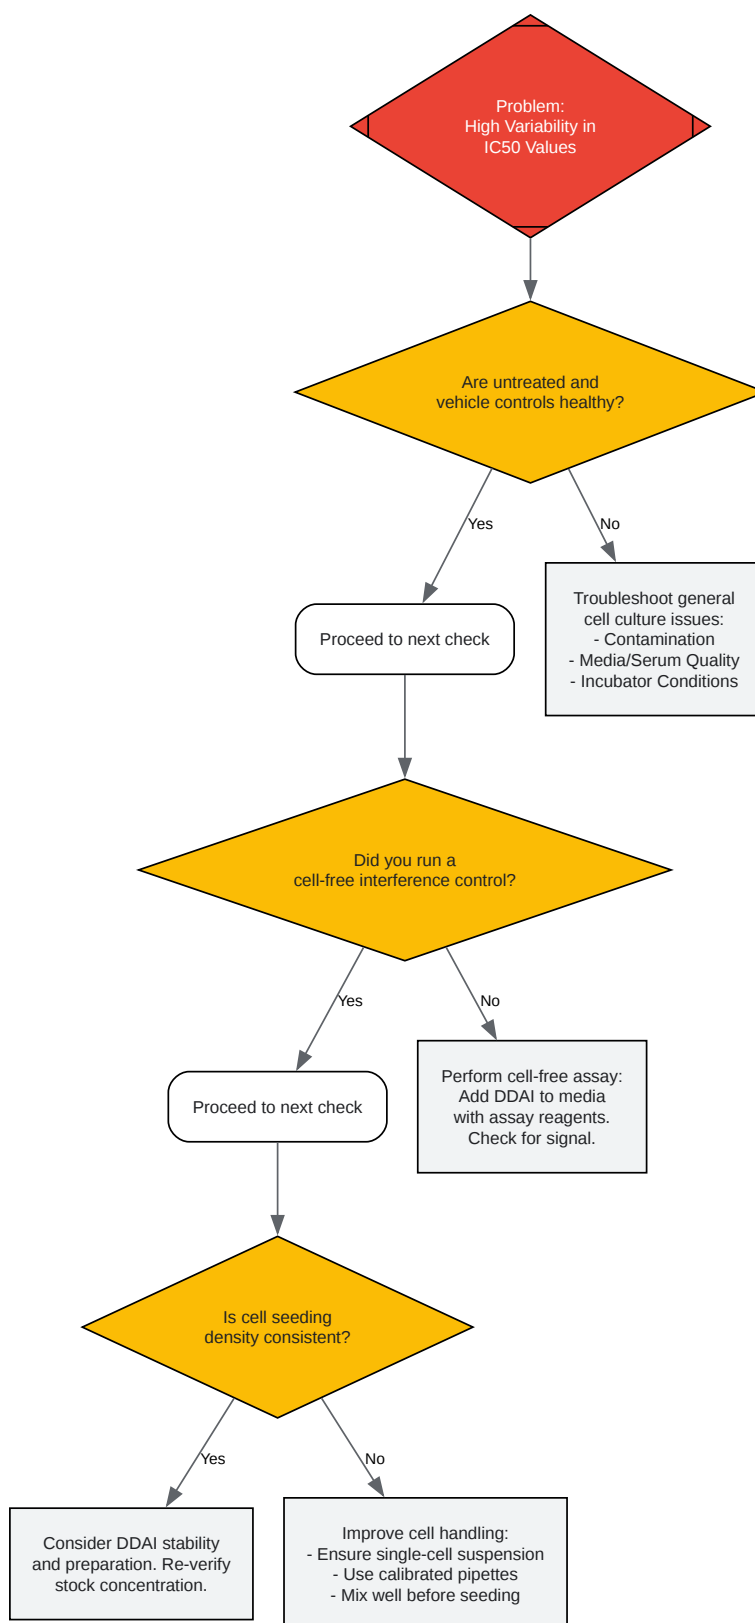 Problem:
High Variability in
IC50 Values
Are untreated and
vehicle controls healthy?
Yes
No
Troubleshoot general
cell culture issues:
- Contamination
- Media/Serum Quality
- Incubator Conditions
Proceed to next check
Did you run a
cell-free interference control?
Yes
No
Perform cell-free assay:
Add DDAI to media
with assay reagents.
Check for signal.
Proceed to next check
Is cell seeding
density consistent?
Yes
No
Consider DDAI stability
and preparation. Re-verify
stock concentration.
Improve cell handling:
- Ensure single-cell suspension
- Use calibrated pipettes
- Mix well before seeding